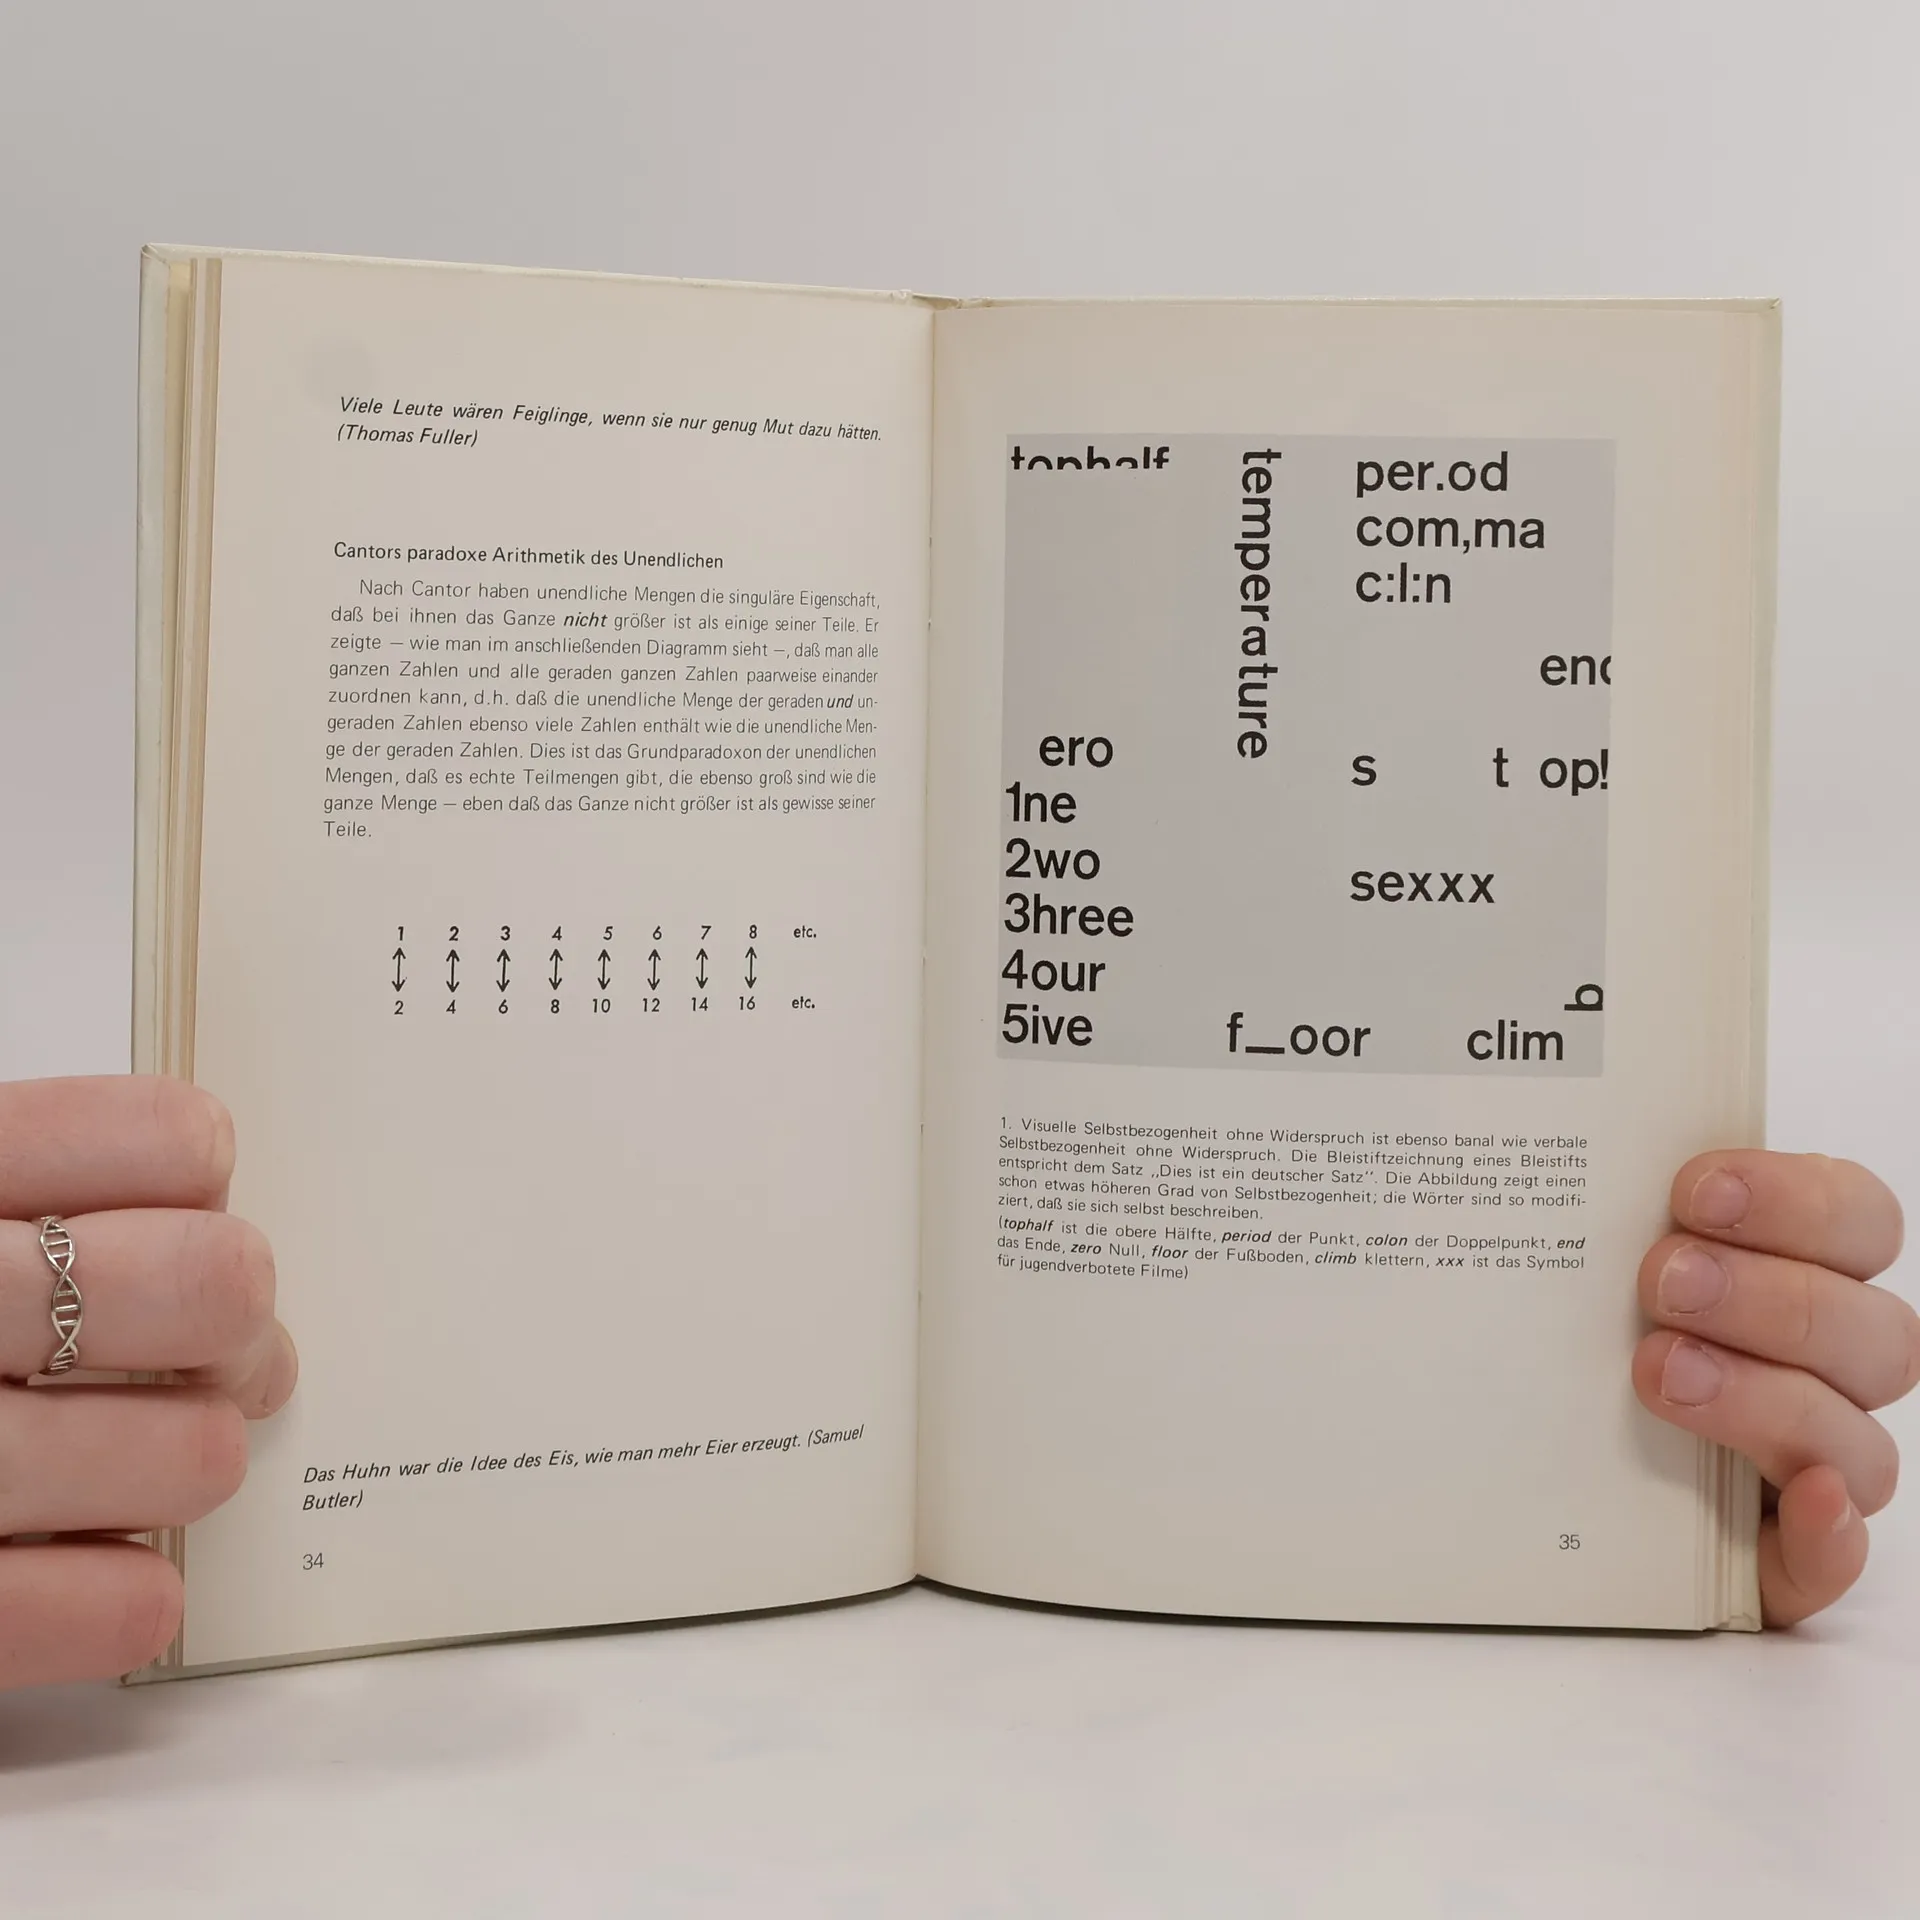 Viele Leute wären Feiglinge, wenn sie nur genug Mut dazu hätten.
(Thomas Fuller)
Cantors paradoxe Arithmetik des Unendlichen
Nach Cantor haben unendliche Mengen die singuläre Eigenschaft,
daß bei ihnen das Ganze nicht größer ist als einige seiner Teile. Er
zeigte – wie man im anschließenden Diagramm sieht –, daß man alle
ganzen Zahlen und alle geraden ganzen Zahlen paarweise einander
zuordnen kann, d.h. daß die unendliche Menge der geraden und un-
geraden Zahlen ebenso viele Zahlen enthält wie die unendliche Men-
ge der geraden Zahlen. Dies ist das Grundparadoxon der unendlichen
Mengen, daß es echte Teilmengen gibt, die ebenso groß sind wie die
ganze Menge – eben daß das Ganze nicht größer ist als gewisse seiner
Teile.
1 2 3 4 5 6 7 8 etc.
2 4 6 8 10 12 14 16 etc.
Das Huhn war die Idee des Eis, wie man mehr Eier erzeugt. (Samuel
Butler)
34
tophalf
temperature
per.od
com,ma
c:l:n
end
ero
1ne
2wo
3hree
4our
5ive
s t op!
sexxx
f_oor
climb
1. Visuelle Selbstbezogenheit ohne Widerspruch ist ebenso banal wie verbale
Selbstbezogenheit ohne Widerspruch. Die Bleistiftzeichnung eines Bleistifts
entspricht dem Satz „Dies ist ein deutscher Satz“. Die Abbildung zeigt einen
schon etwas höheren Grad von Selbstbezogenheit; die Wörter sind so modifi-
ziert, daß sie sich selbst beschreiben.
(tophalf ist die obere Hälfte, period der Punkt, colon der Doppelpunkt, end
das Ende, zero Null, floor der Fußboden, climb klettern, xxx ist das Symbol
für jugendverbotete Filme)
35